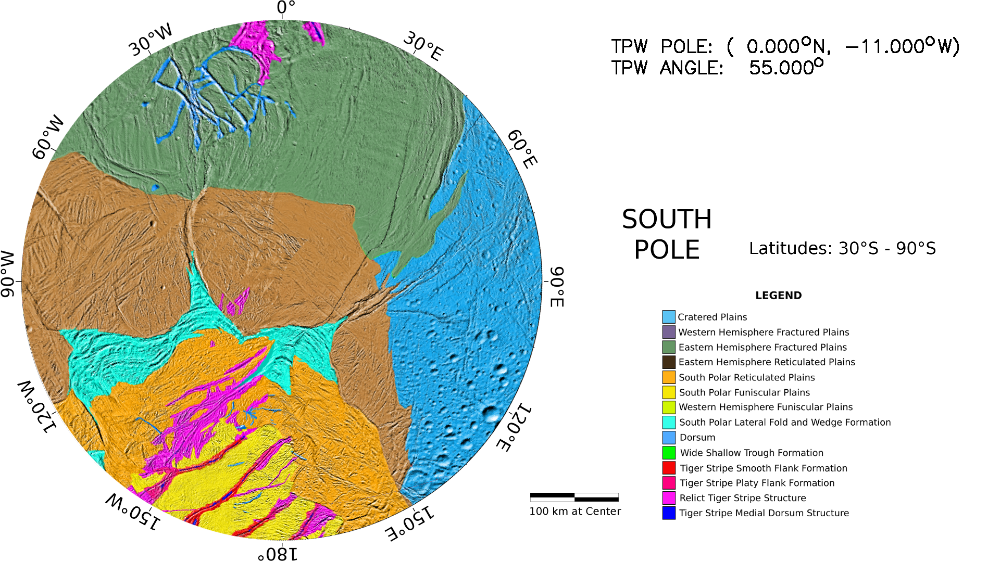 0°
30°W
30°E
60°W
60°E
90°W
90°E
120°W
120°E
150°W
150°E
180°
TPW POLE: ( 0.000°N, −11.000°W)
TPW ANGLE: 55.000°
SOUTH
POLE
Latitudes: 30°S - 90°S
LEGEND
Cratered Plains
Western Hemisphere Fractured Plains
Eastern Hemisphere Fractured Plains
Eastern Hemisphere Reticulated Plains
South Polar Reticulated Plains
South Polar Funiscular Plains
Western Hemisphere Funiscular Plains
South Polar Lateral Fold and Wedge Formation
Dorsum
Wide Shallow Trough Formation
Tiger Stripe Smooth Flank Formation
Tiger Stripe Platy Flank Formation
Relict Tiger Stripe Structure
Tiger Stripe Medial Dorsum Structure
100 km at Center